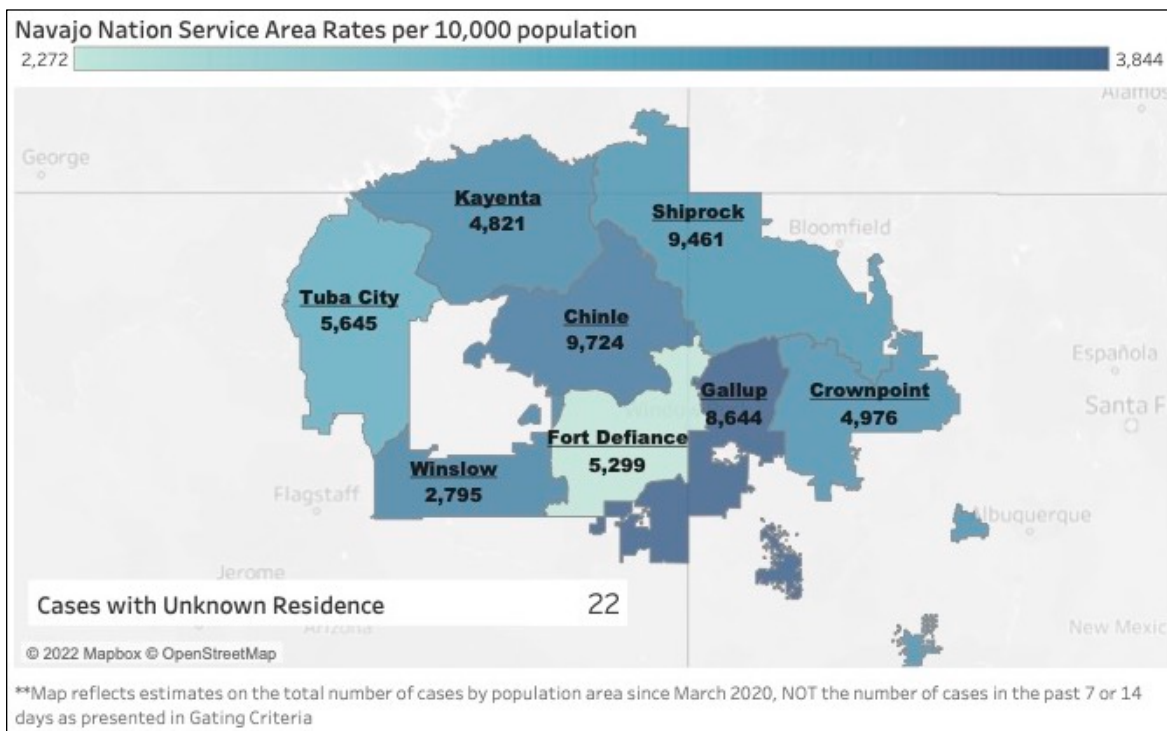 Navajo Nation Service Area Rates per 10,000 population
2,272
3,844
Alamos
George
Kayenta
4,821
Shiprock
9,461
Bloomfield
Tuba City
5,645
Chinle
9,724
Española
Gallup
8,644
Crownpoint
4,976
Santa F
Fort Defiance
5,299
Winslow
2,795
Flagstaff
Albuquerque
Jerome
Cases with Unknown Residence 22
Arizona
New Mexic
© 2022 Mapbox © OpenStreetMap
**Map reflects estimates on the total number of cases by population area since March 2020, NOT the number of cases in the past 7 or 14
days as presented in Gating Criteria